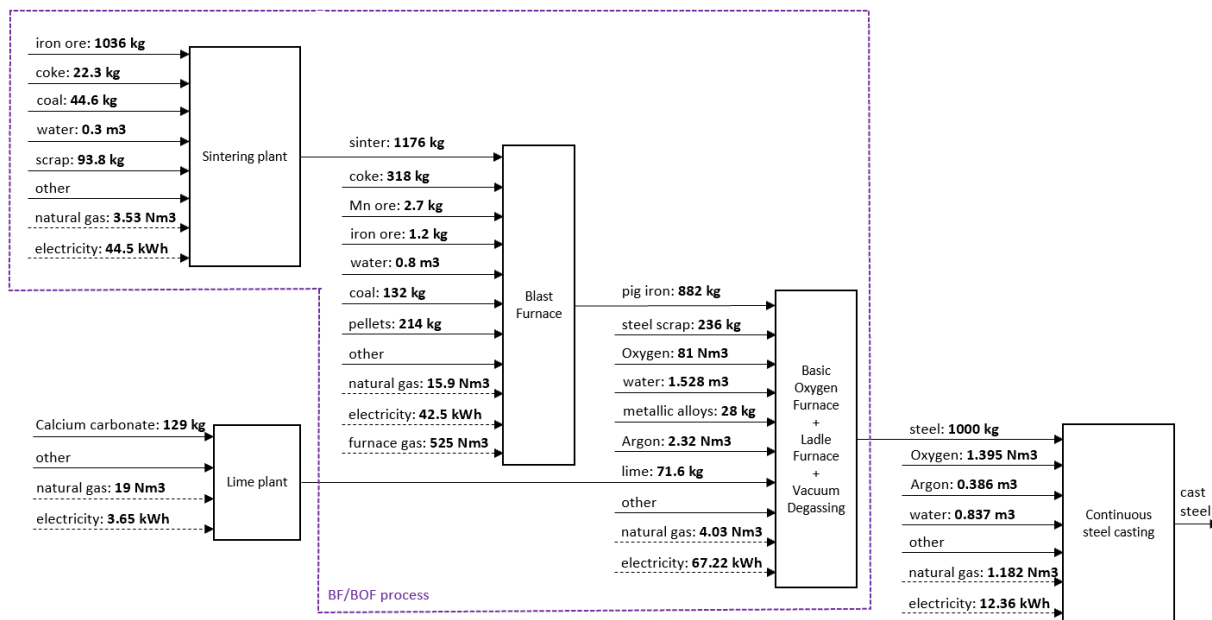 iron ore: 1036 kg
coke: 22.3 kg
coal: 44.6 kg
water: 0.3 m3
scrap: 93.8 kg
other
natural gas: 3.53 Nm3
electricity: 44.5 kWh
Sintering plant
sinter: 1176 kg
coke: 318 kg
Mn ore: 2.7 kg
iron ore: 1.2 kg
water: 0.8 m3
coal: 132 kg
pellets: 214 kg
other
natural gas: 15.9 Nm3
electricity: 42.5 kWh
furnace gas: 525 Nm3
Blast
Furnace
Calcium carbonate: 129 kg
other
natural gas: 19 Nm3
electricity: 3.65 kWh
Lime plant
pig iron: 882 kg
steel scrap: 236 kg
Oxygen: 81 Nm3
water: 1.528 m3
metallic alloys: 28 kg
Argon: 2.32 Nm3
lime: 71.6 kg
other
natural gas: 4.03 Nm3
electricity: 67.22 kWh
Basic
Oxygen
Furnace
+
Ladle
Furnace
+
Vacuum
Degassing
BF/BOF process
steel: 1000 kg
Oxygen: 1.395 Nm3
Argon: 0.386 m3
water: 0.837 m3
other
natural gas: 1.182 Nm3
electricity: 12.36 kWh
Continuous
steel casting
cast
steel